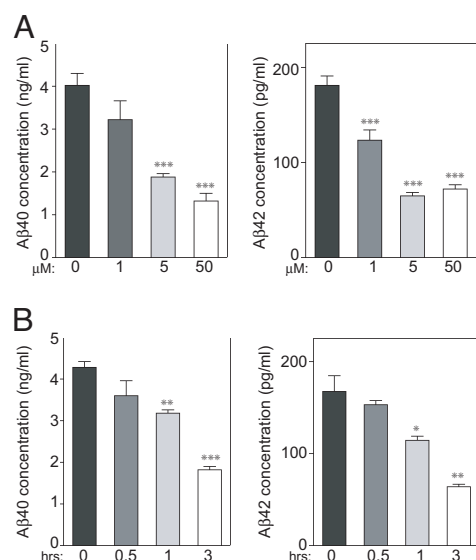 A
Aβ40 concentration (ng/ml)
5
4
3
2
1
0
***
***
μM: 0 1 5 50
Aβ42 concentration (pg/ml)
200
100
0
***
***
***
μM: 0 1 5 50
B
Aβ40 concentration (ng/ml)
5
4
3
2
1
0
**
***
hrs: 0 0.5 1 3
Aβ42 concentration (pg/ml)
200
100
0
*
**
hrs: 0 0.5 1 3